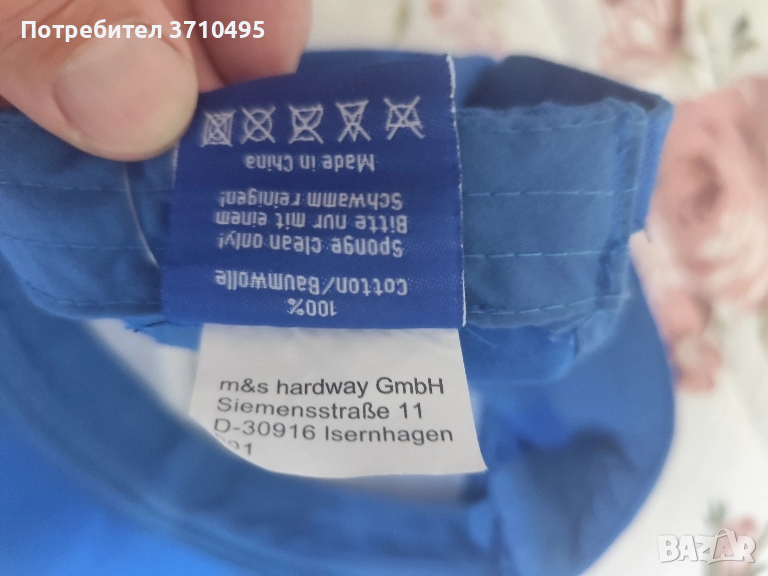 Потребител 3710495
100%
Cotton/Baumwolle
Sponge clean only!
Bitte nur mit einem
Schwamm reinigen!
Made in China
m&s hardway GmbH
Siemensstraße 11
D-30916 Isernhagen
BAZAR